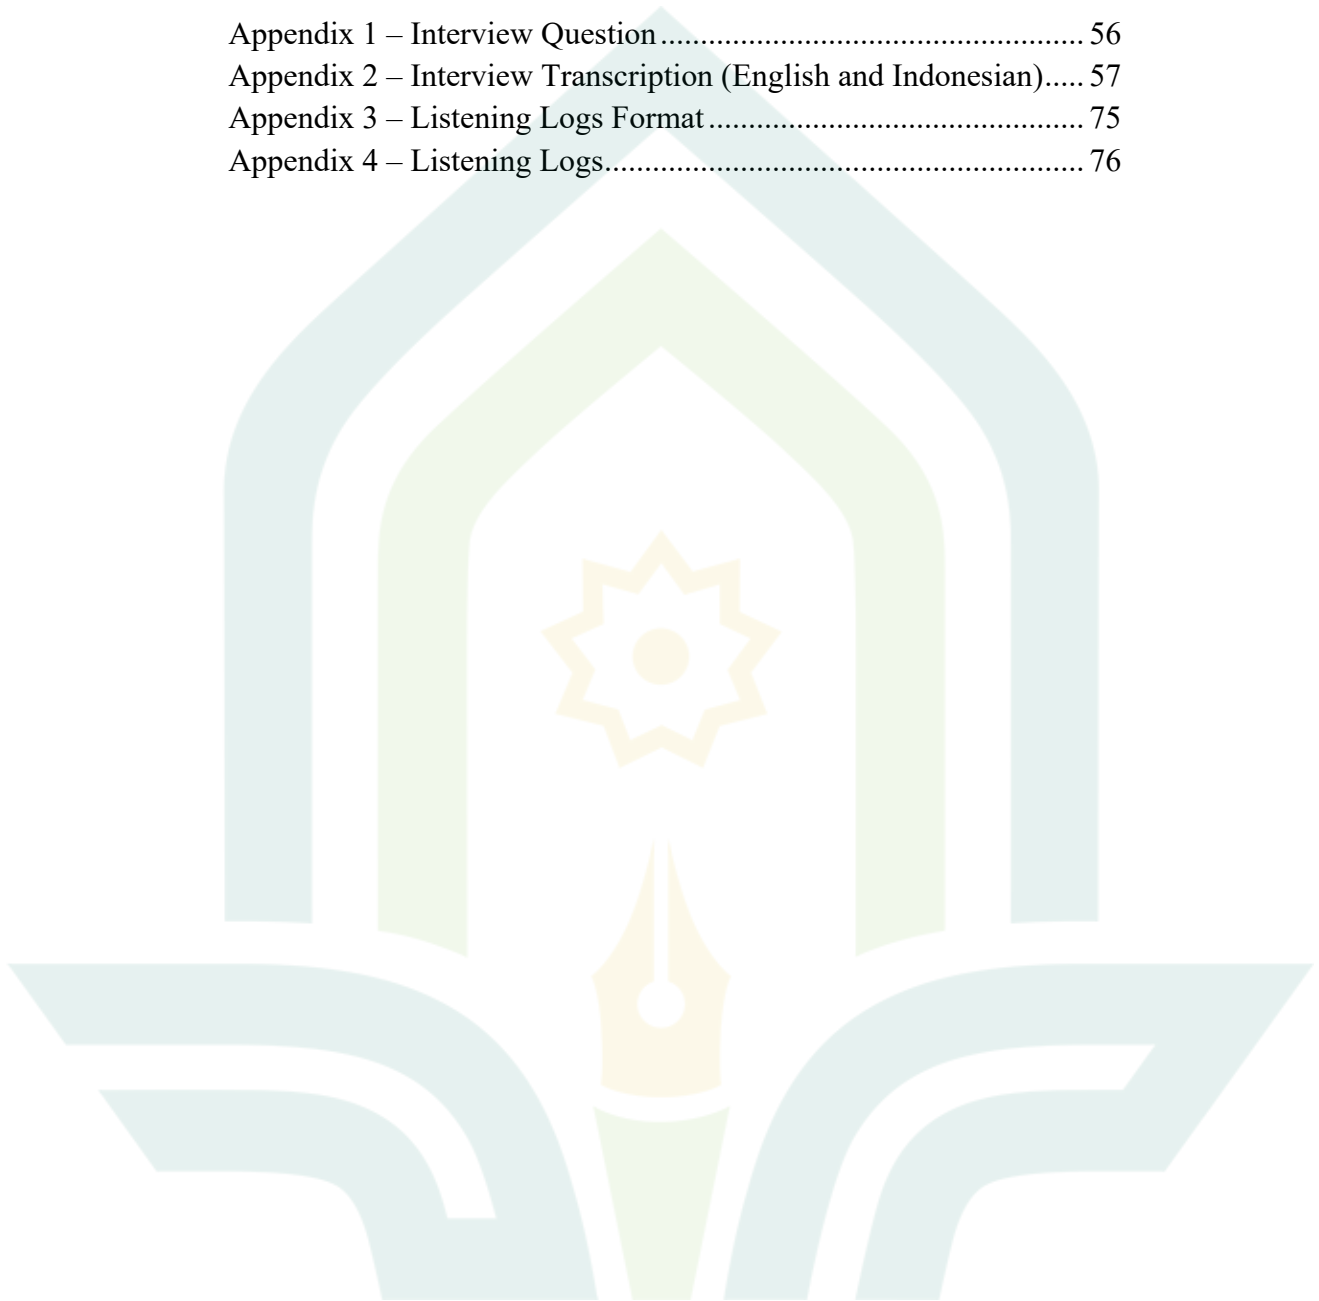 Appendix 1 – Interview Question..................................................... 56
Appendix 2 – Interview Transcription (English and Indonesian)..... 57
Appendix 3 – Listening Logs Format............................................... 75
Appendix 4 – Listening Logs............................................................ 76